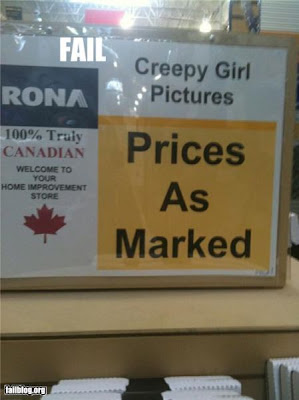 FAIL
RONA
100% Truly
CANADIAN
WELCOME TO
YOUR
HOME IMPROVEMENT
STORE
Creepy Girl
Pictures
Prices
As
Marked
failblog.org